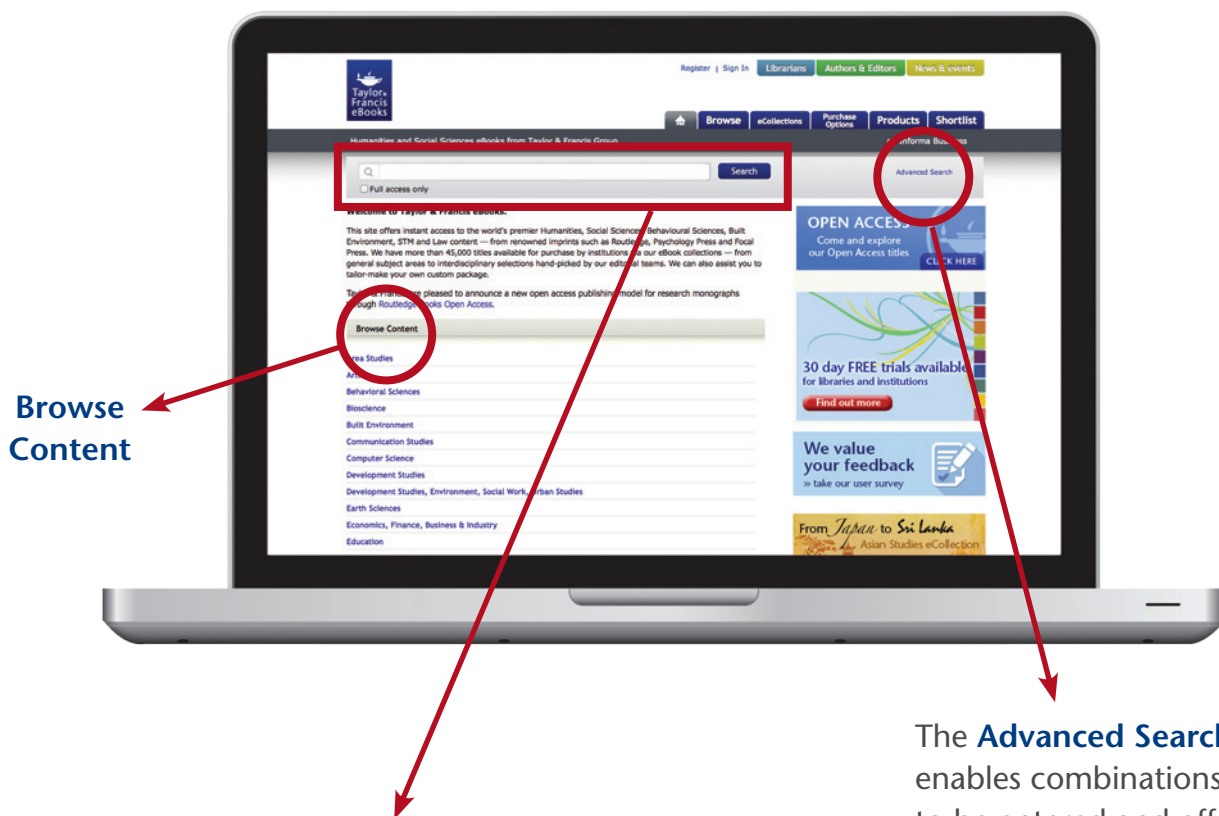 Taylor & Francis eBooks
Register | Sign In
Librarians
Authors & Editors
News & events
Browse
eCollections
Purchase Options
Products
Shortlist
Humanities and Social Sciences eBooks from Taylor & Francis Group
Informa Business
Search
Advanced Search
Full access only
Welcome to Taylor & Francis eBooks.
This site offers instant access to the world's premier Humanities, Social Sciences, Behavioural Sciences, Built
Environment, STM and Law content — from renowned imprints such as Routledge, Psychology Press and Focal
Press. We have more than 45,000 titles available for purchase by institutions via our eBook collections — from
general subject areas to interdisciplinary selections hand-picked by our editorial teams. We can also assist you to
tailor-make your own custom package.
Taylor & Francis are pleased to announce a new open access publishing model for research monographs
through Routledge Books Open Access.
Browse Content
Area Studies
Behavioral Sciences
Bioscience
Built Environment
Communication Studies
Computer Science
Development Studies
Development Studies, Environment, Social Work, Urban Studies
Earth Sciences
Economics, Finance, Business & Industry
Education
OPEN ACCESS
Come and explore
our Open Access titles
CLICK HERE
30 day FREE trials available
for libraries and institutions
Find out more
We value
your feedback
» take our user survey
From Japan to Sri Lanka
Asian Studies eCollection
Browse
Content
The Advanced Search
enables combinations